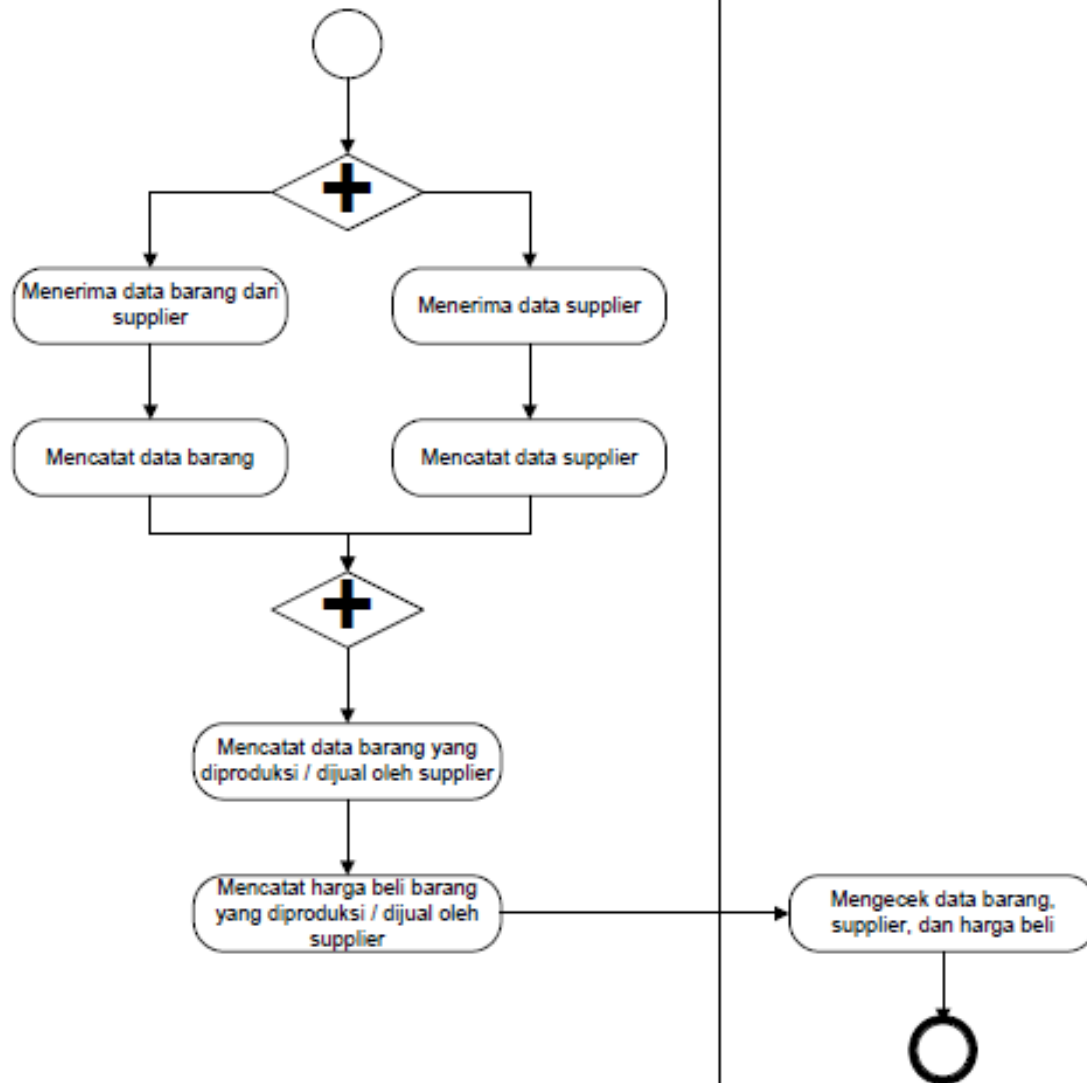 Menerima data barang dari
supplier
Menerima data supplier
Mencatat data barang
Mencatat data supplier
Mencatat data barang yang
diproduksi / dijual oleh supplier
Mencatat harga beli barang
yang diproduksi / dijual oleh
supplier
Mengecek data barang,
supplier, dan harga beli